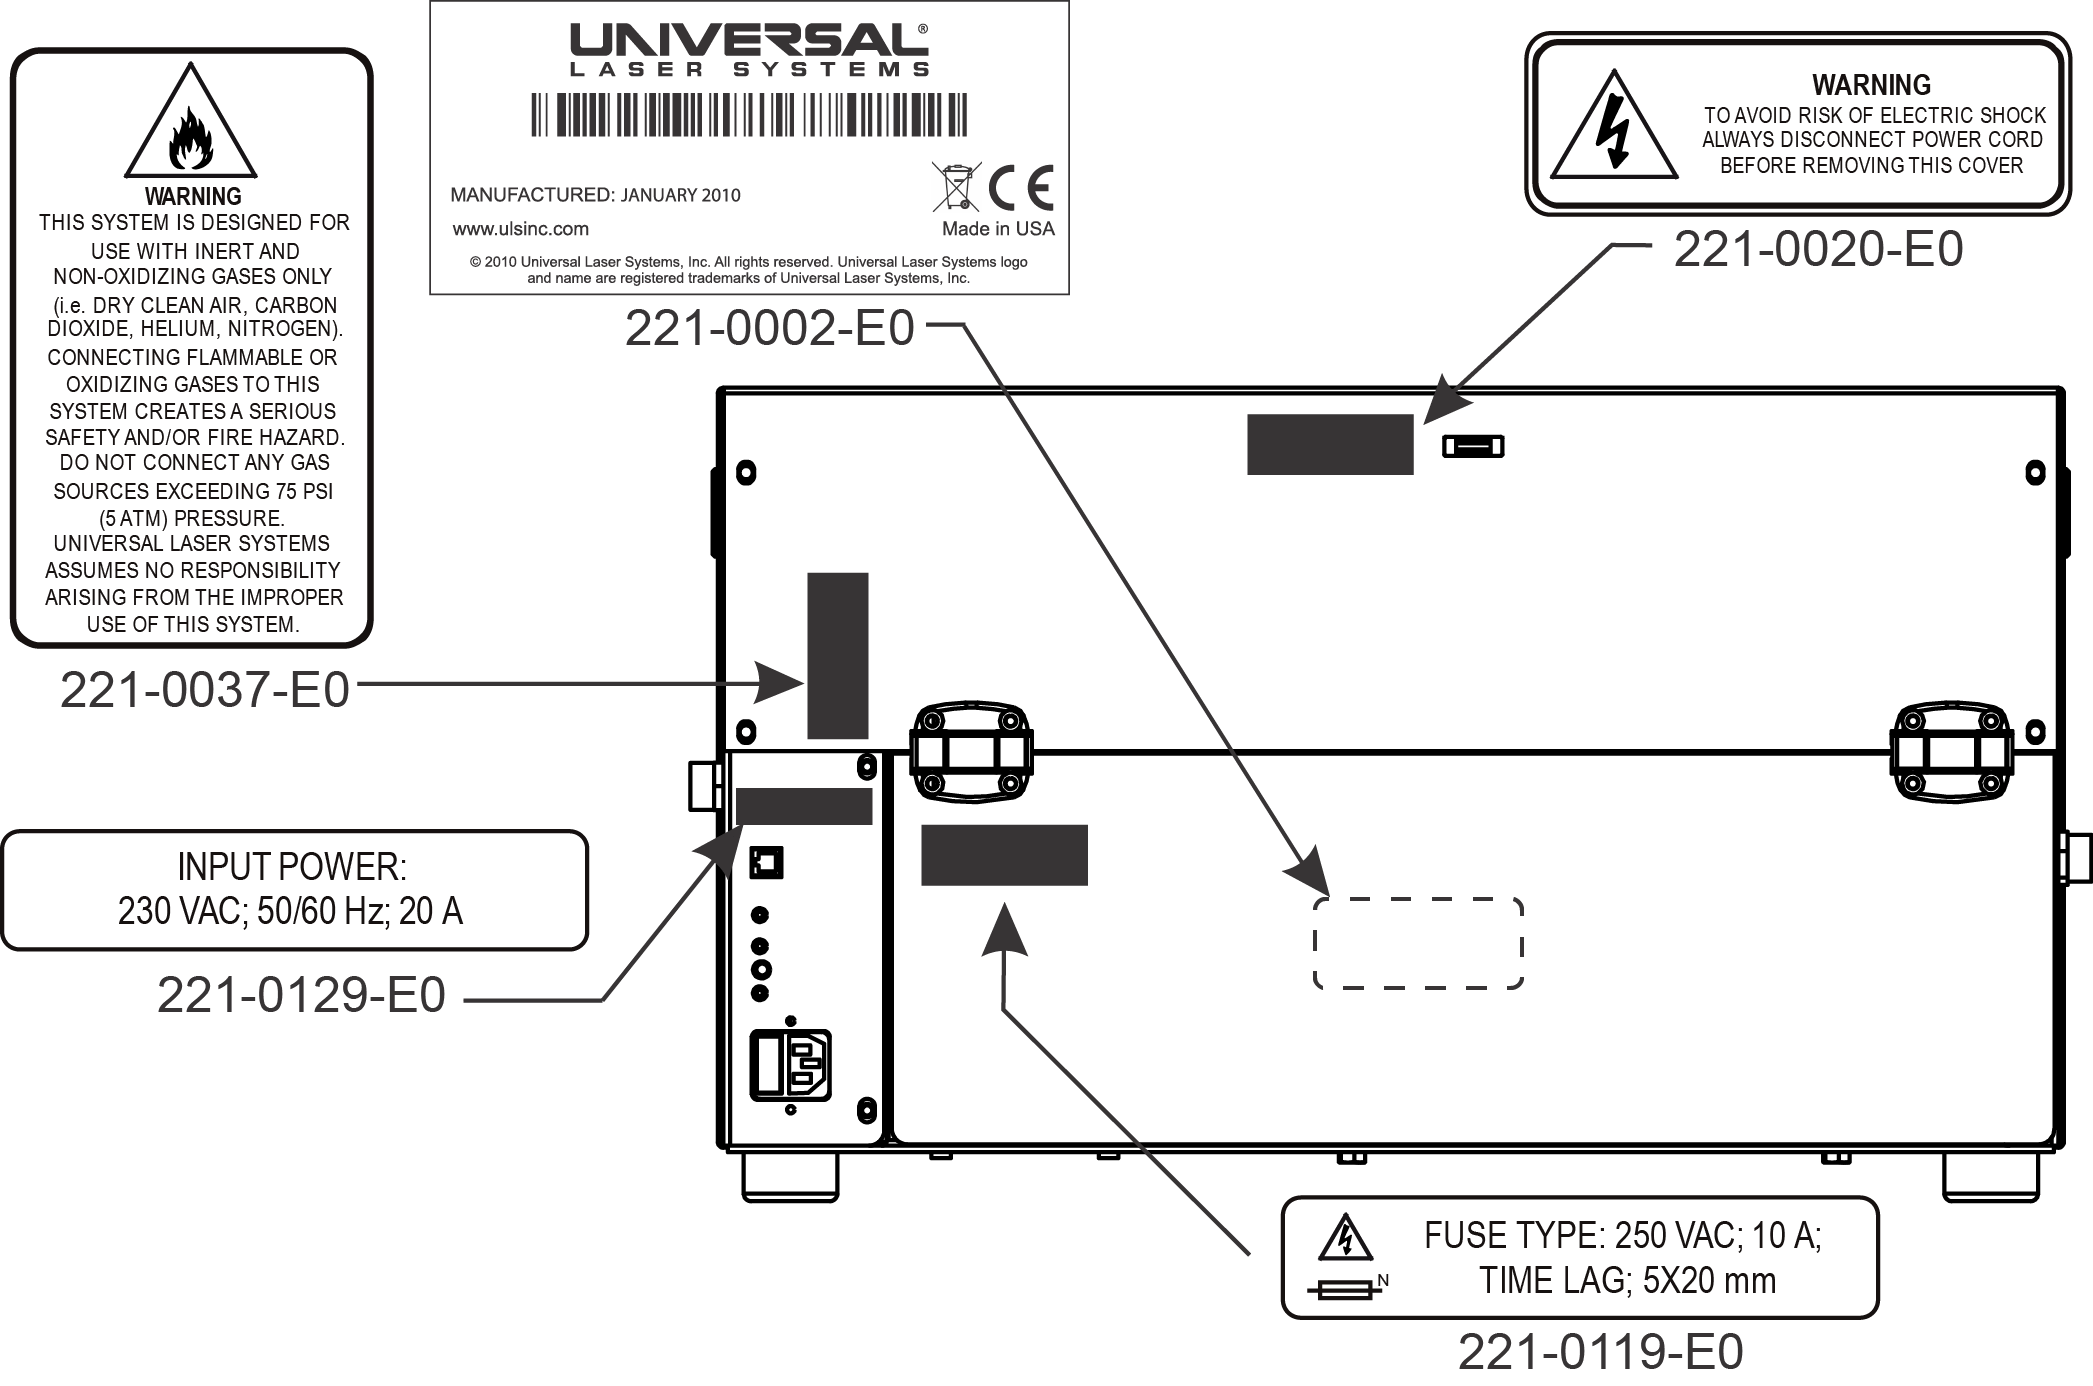 WARNING
THIS SYSTEM IS DESIGNED FOR
USE WITH INERT AND
NON-OXIDIZING GASES ONLY
(i.e. DRY CLEAN AIR, CARBON
DIOXIDE, HELIUM, NITROGEN).
CONNECTING FLAMMABLE OR
OXIDIZING GASES TO THIS
SYSTEM CREATES A SERIOUS
SAFETY AND/OR FIRE HAZARD.
DO NOT CONNECT ANY GAS
SOURCES EXCEEDING 75 PSI
(5 ATM) PRESSURE.
UNIVERSAL LASER SYSTEMS
ASSUMES NO RESPONSIBILITY
ARISING FROM THE IMPROPER
USE OF THIS SYSTEM.
221-0037-E0
UNIVERSAL®
LASER SYSTEMS
MANUFACTURED: JANUARY 2010
CE
www.ulsinc.com
Made in USA
© 2010 Universal Laser Systems, Inc. All rights reserved. Universal Laser Systems logo
and name are registered trademarks of Universal Laser Systems, Inc.
221-0002-E0
WARNING
TO AVOID RISK OF ELECTRIC SHOCK
ALWAYS DISCONNECT POWER CORD
BEFORE REMOVING THIS COVER
221-0020-E0
INPUT POWER:
230 VAC; 50/60 Hz; 20 A
221-0129-E0
FUSE TYPE: 250 VAC; 10 A;
TIME LAG; 5X20 mm
N
221-0119-E0